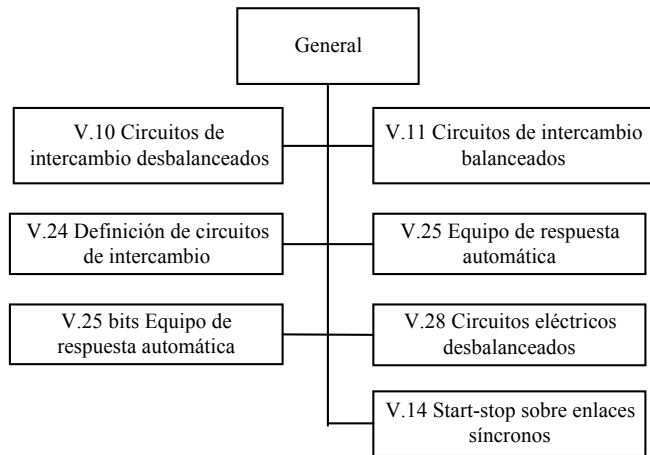 General
V.10 Circuitos de
intercambio desbalanceados
V.11 Circuitos de intercambio
balanceados
V.24 Definición de circuitos
de intercambio
V.25 Equipo de respuesta
automática
V.25 bits Equipo de
respuesta automática
V.28 Circuitos eléctricos
desbalanceados
V.14 Start-stop sobre enlaces
síncronos